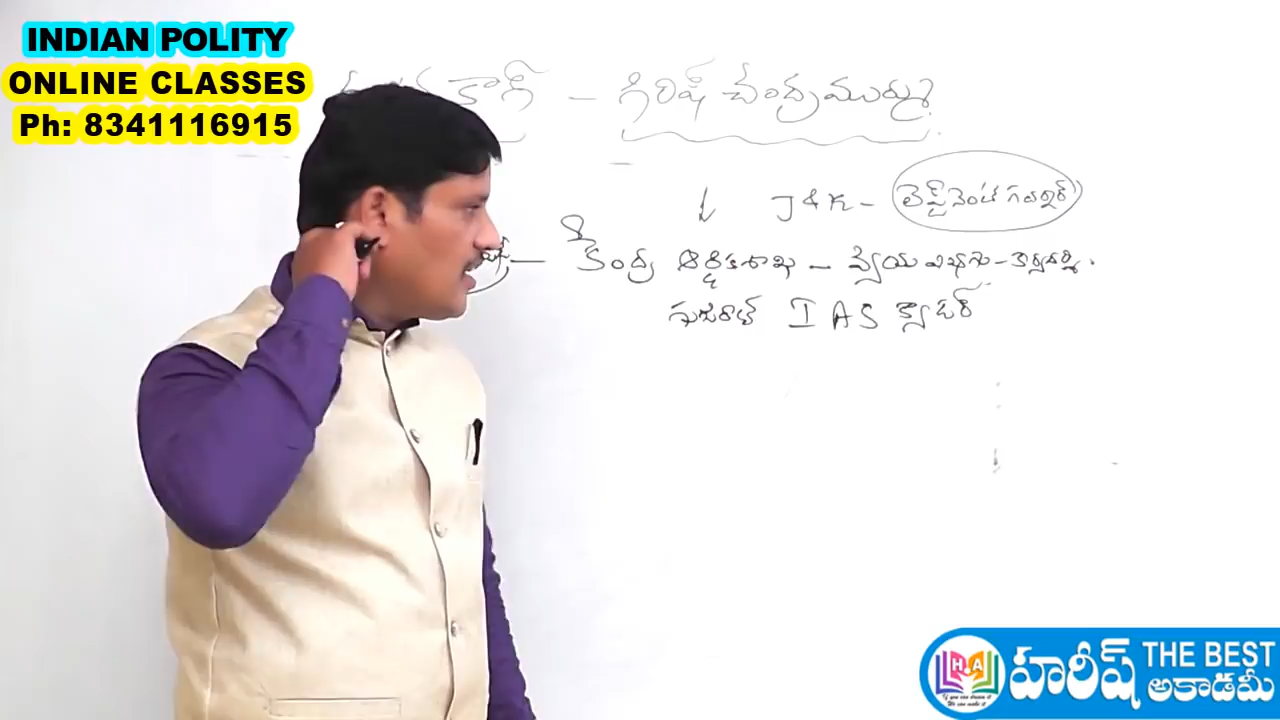 INDIAN POLITY
ONLINE CLASSES
Ph: 8341116915
కాగ్ – గిరిష్ చంద్రముర్ము
J & K – లెఫ్ట్నెంట్ గవర్నర్
– కేంద్ర ఆర్థికశాఖ – వ్యయ విభాగం – కార్యదర్శి.
గుజరాత్ IAS క్యాడర్
H A
హరీష్ THE BEST
అకాడమీ